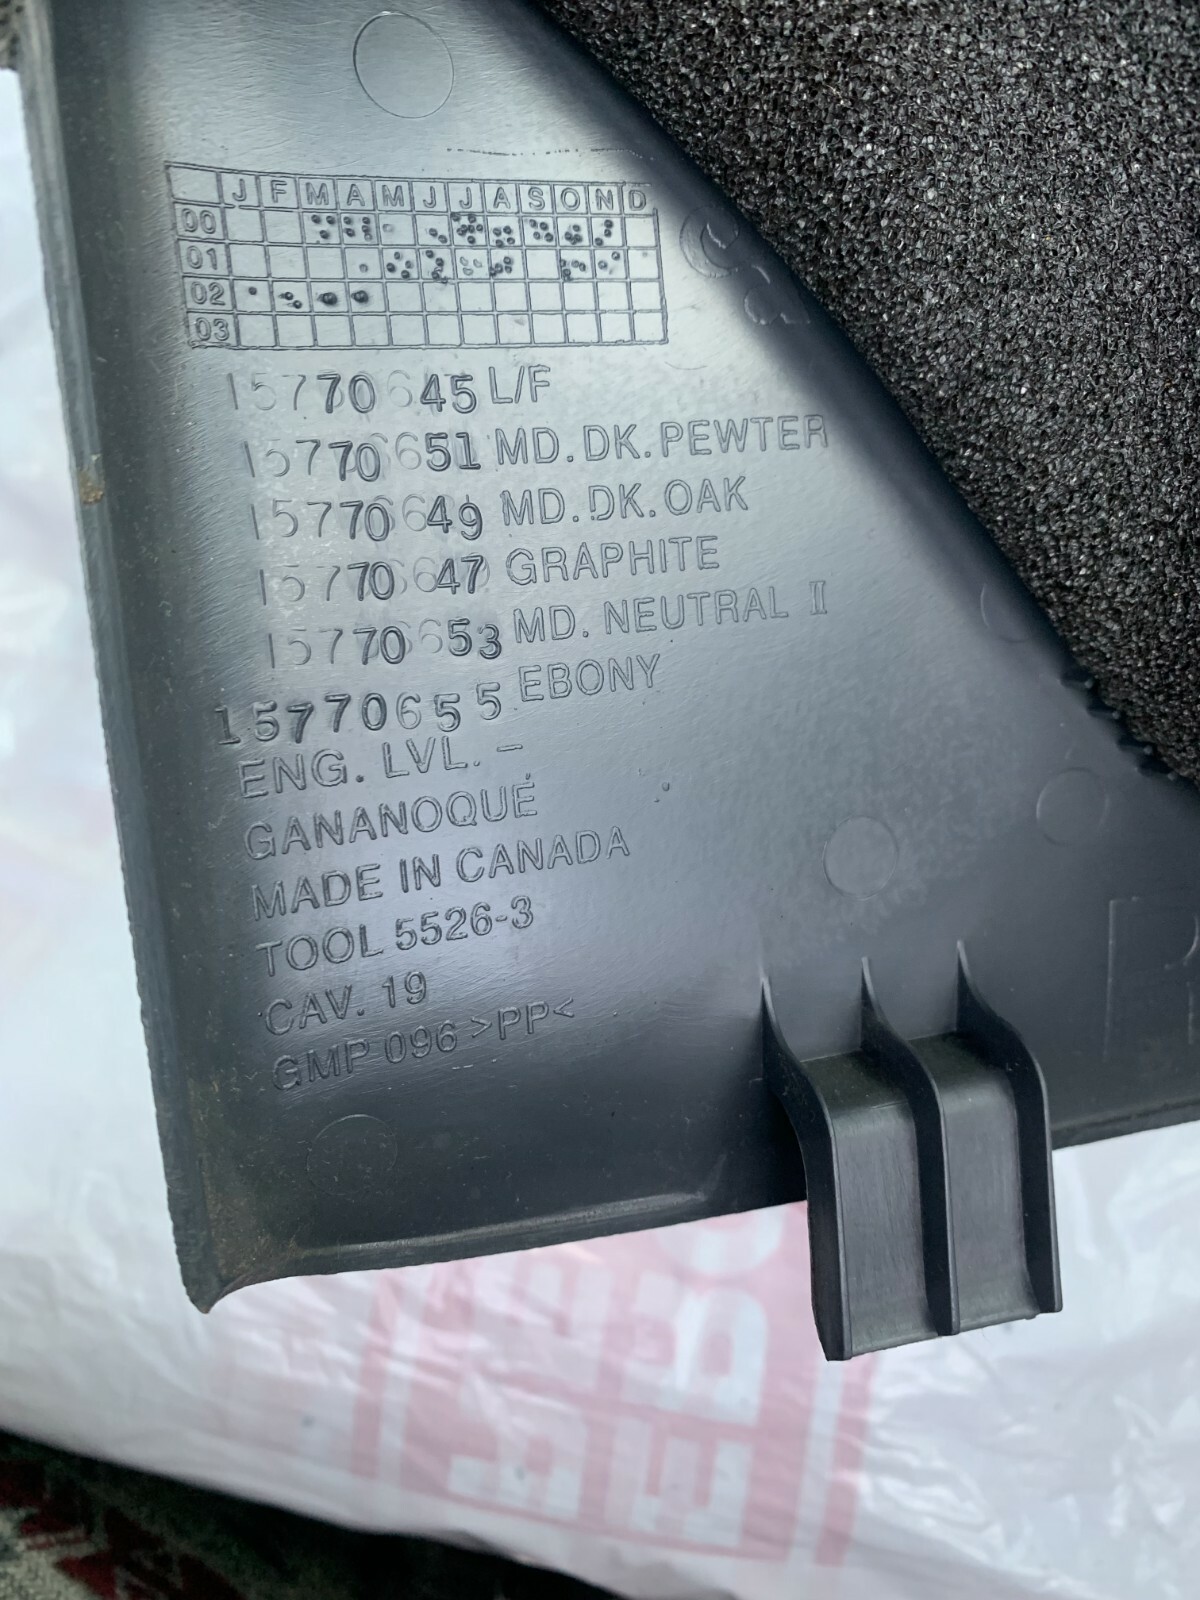 J F M A M J J A S O N D
00
01
02
03
15770645 L/F
15770651 MD. DK. PEWTER
15770649 MD. DK. OAK
15770647 GRAPHITE
15770653 MD. NEUTRAL II
15770655 EBONY
ENG. LVL. –
GANANOQUE
MADE IN CANADA
TOOL 5526-3
CAV. 19
GMP 096 >PP<